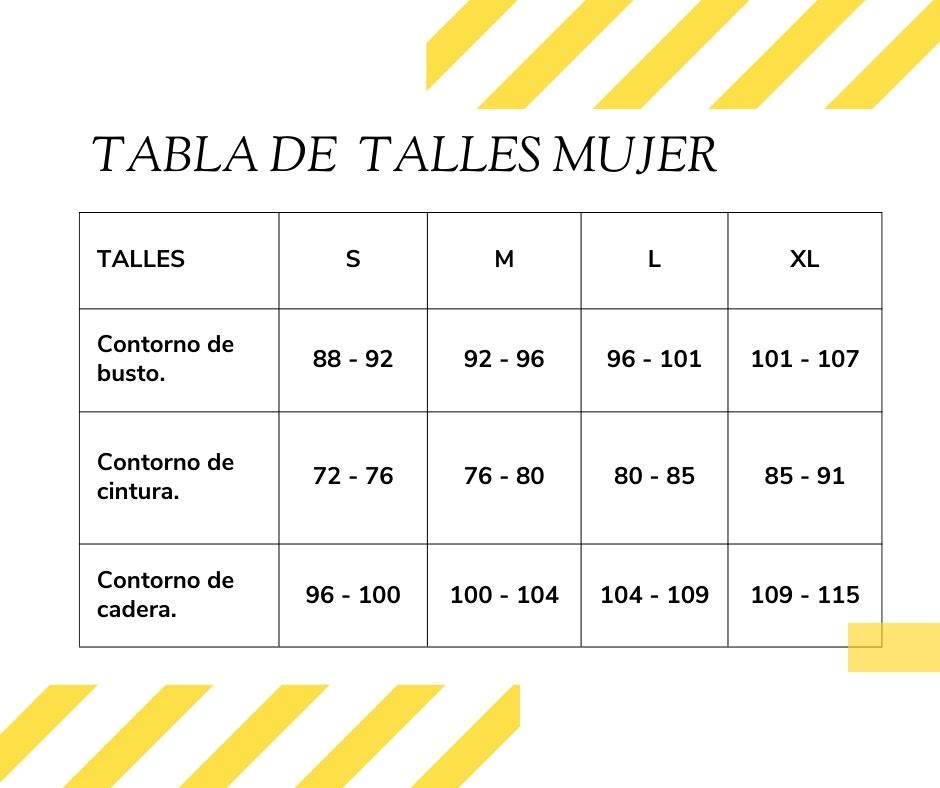 TABLA DE TALLES MUJER
TALLES S M L XL
Contorno de
busto. 88 - 92 92 - 96 96 - 101 101 - 107
Contorno de
cintura. 72 - 76 76 - 80 80 - 85 85 - 91
Contorno de
cadera. 96 - 100 100 - 104 104 - 109 109 - 115